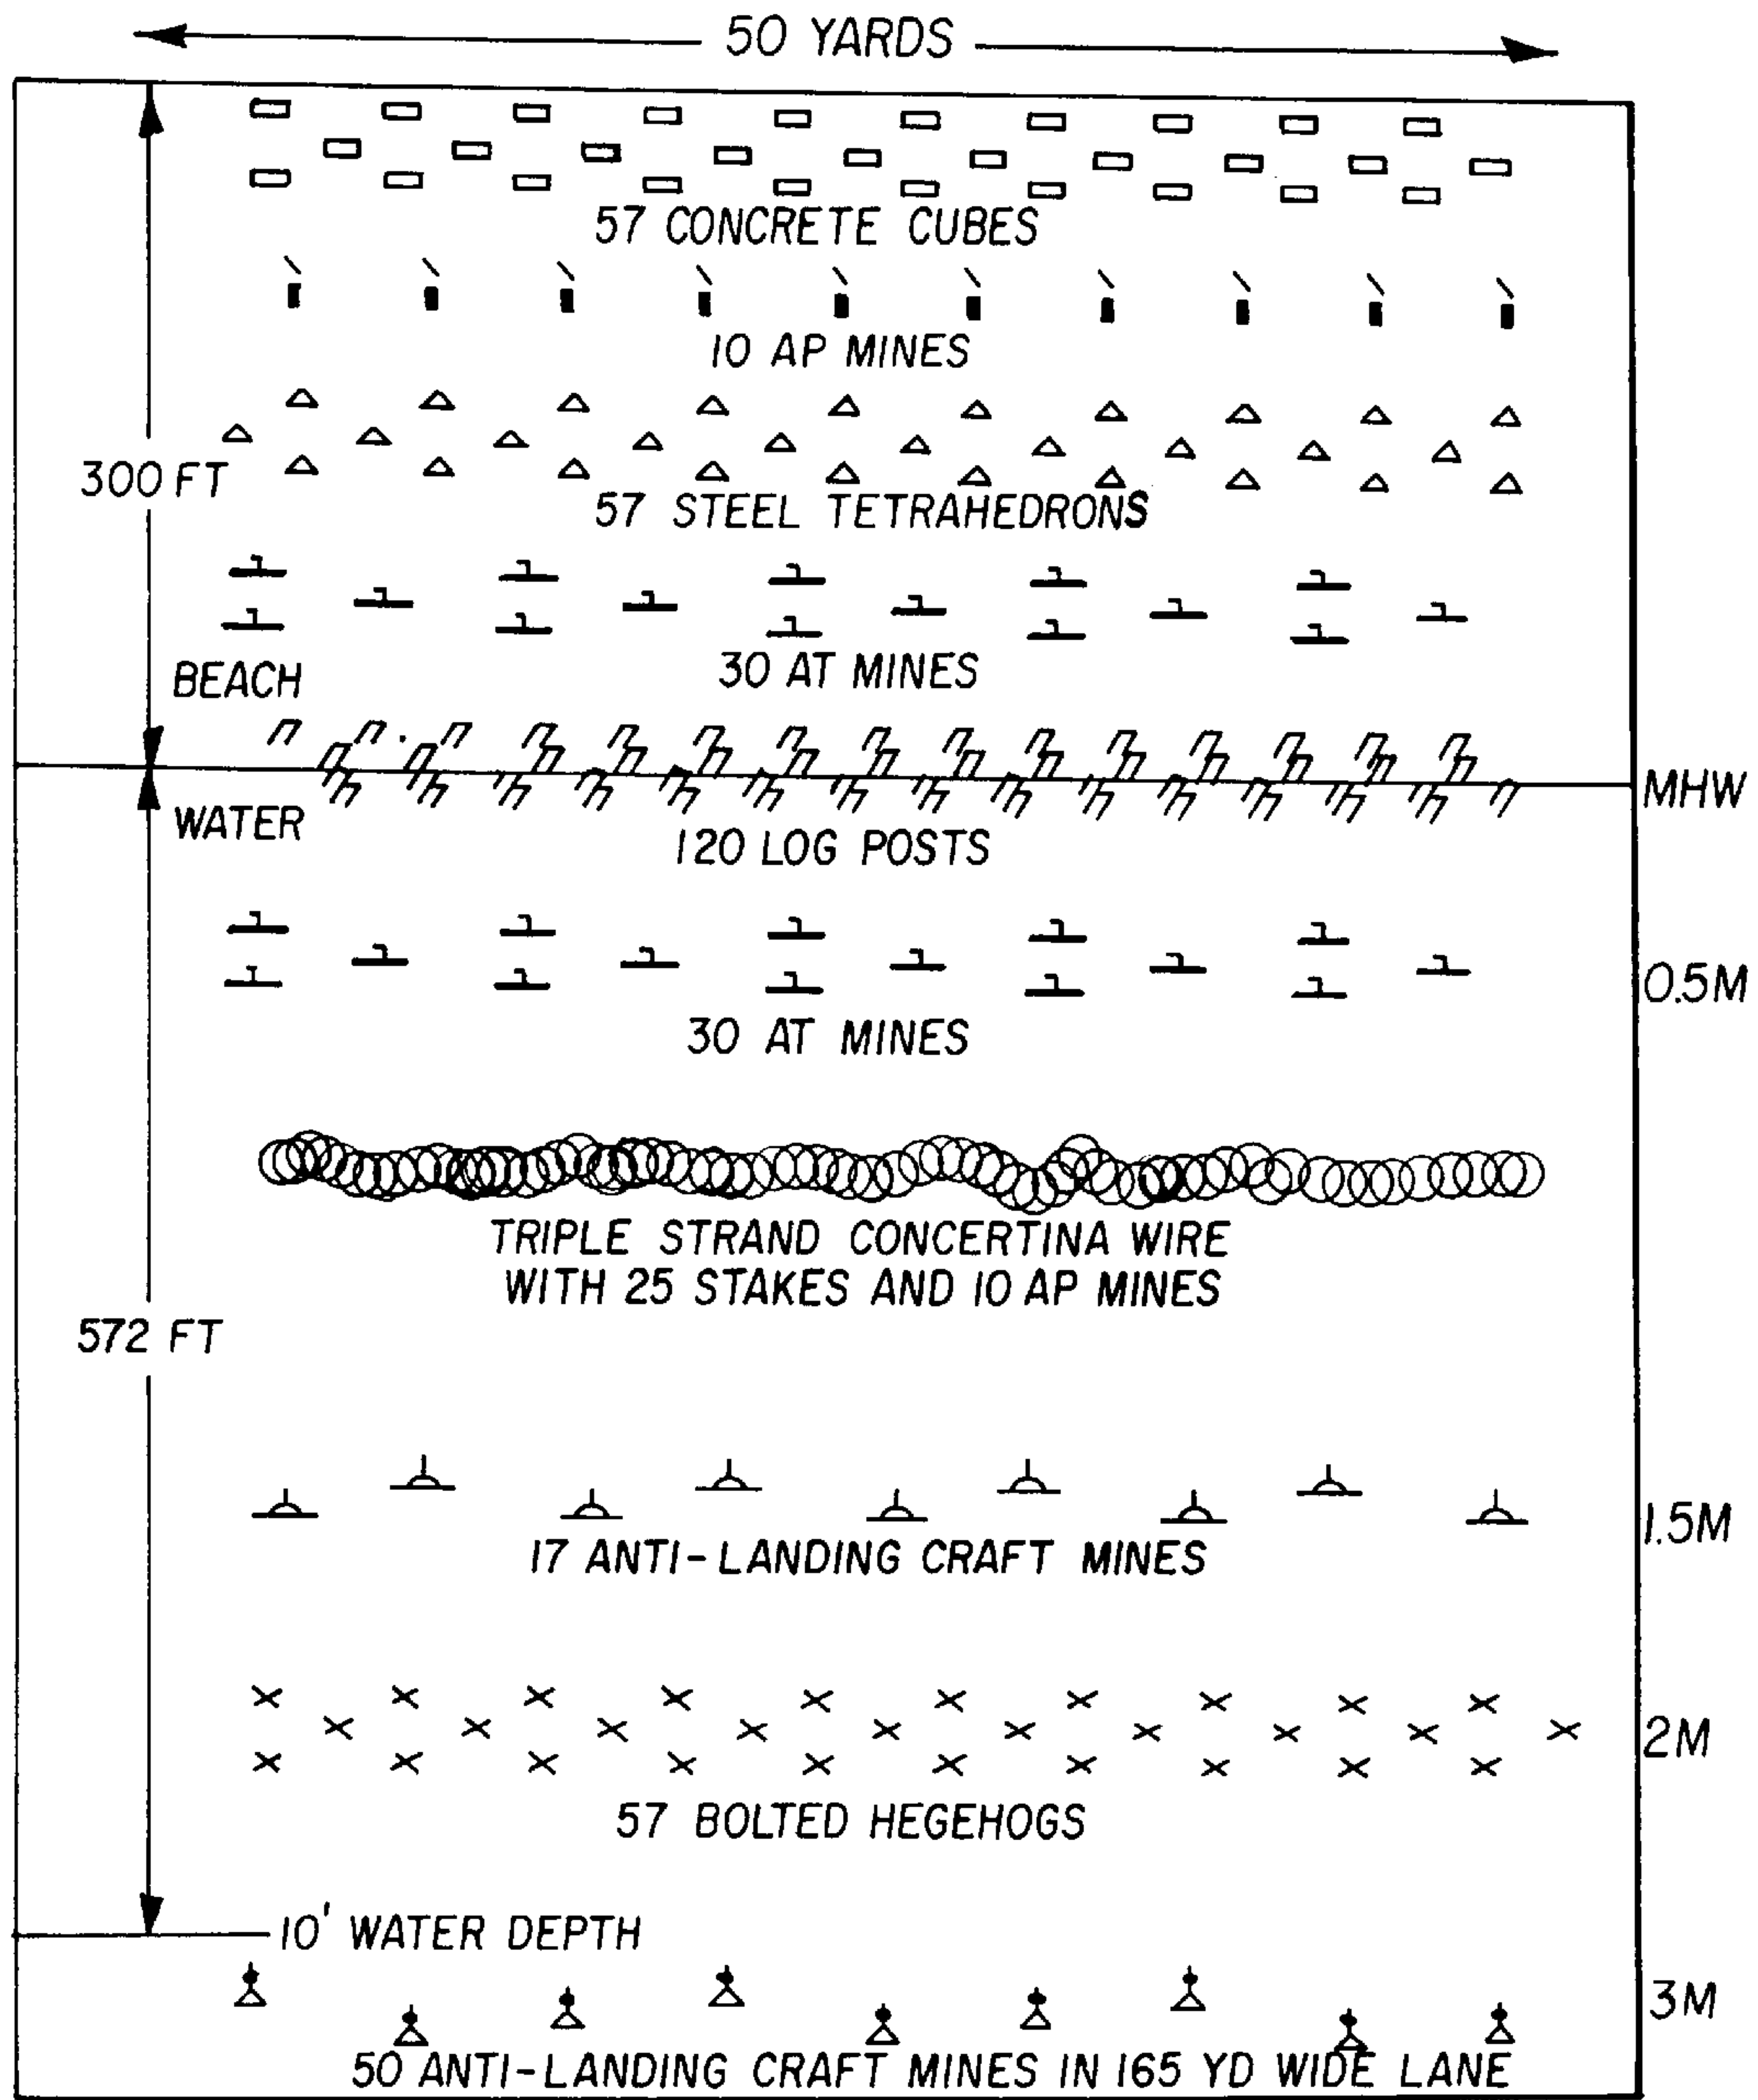 50 YARDS
57 CONCRETE CUBES
10 AP MINES
300 FT
57 STEEL TETRAHEDRONS
30 AT MINES
BEACH
MHW
WATER
120 LOG POSTS
0.5M
30 AT MINES
TRIPLE STRAND CONCERTINA WIRE
WITH 25 STAKES AND 10 AP MINES
572 FT
1.5M
17 ANTI-LANDING CRAFT MINES
2M
57 BOLTED HEGEHOGS
10' WATER DEPTH
3M
50 ANTI-LANDING CRAFT MINES IN 165 YD WIDE LANE